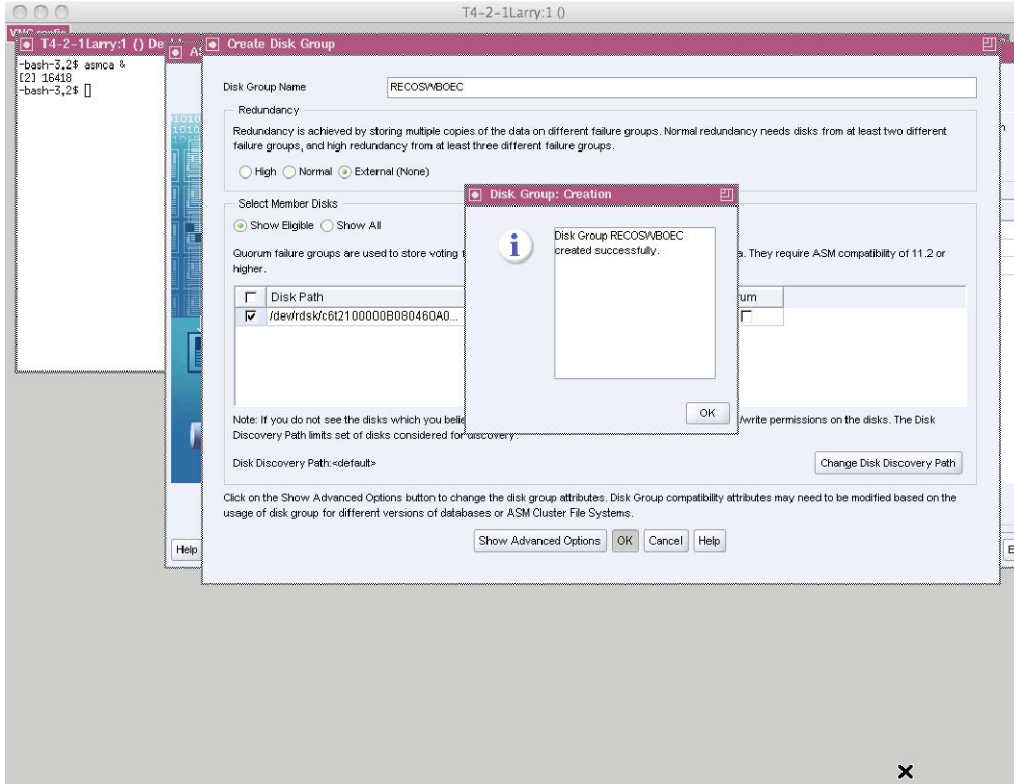 T4-2-1Larry:1 ()
VNC config
T4-2-1Larry:1 () De
-bash-3.2$ asmca &
[2] 16418
-bash-3.2$
Create Disk Group
Disk Group Name RECOSWBOEC
Redundancy
Redundancy is achieved by storing multiple copies of the data on different failure groups. Normal redundancy needs disks from at least two different
failure groups, and high redundancy from at least three different failure groups.
High Normal External (None)
Select Member Disks
Show Eligible Show All
Quorum failure groups are used to store voting
a. They require ASM compatibility of 11.2 or
higher.
Disk Path
um
/dev/rdsk/c6t2100000B080460A0...
Disk Group: Creation
Disk Group RECOSWBOEC
created successfully.
OK
Note: If you do not see the disks which you belie
/write permissions on the disks. The Disk
Discovery Path limits set of disks considered for discovery.
Disk Discovery Path:<default>
Change Disk Discovery Path
Click on the Show Advanced Options button to change the disk group attributes. Disk Group compatibility attributes may need to be modified based on the
usage of disk group for different versions of databases or ASM Cluster File Systems.
Show Advanced Options OK Cancel Help
Help